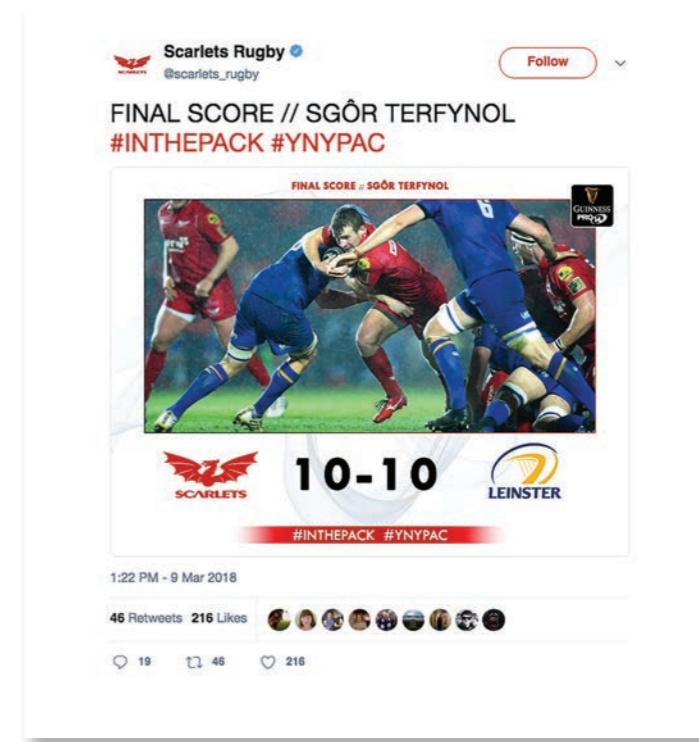 Scarlets Rugby
@scarlets_rugby
Follow
FINAL SCORE // SGÔR TERFYNOL
#INTHEPACK #YNYPAC
FINAL SCORE // SGÔR TERFYNOL
GUINNESS
PRO14
SCARLETS
10-10
LEINSTER
#INTHEPACK #YNYPAC
1:22 PM - 9 Mar 2018
46 Retweets 216 Likes
19 46 216